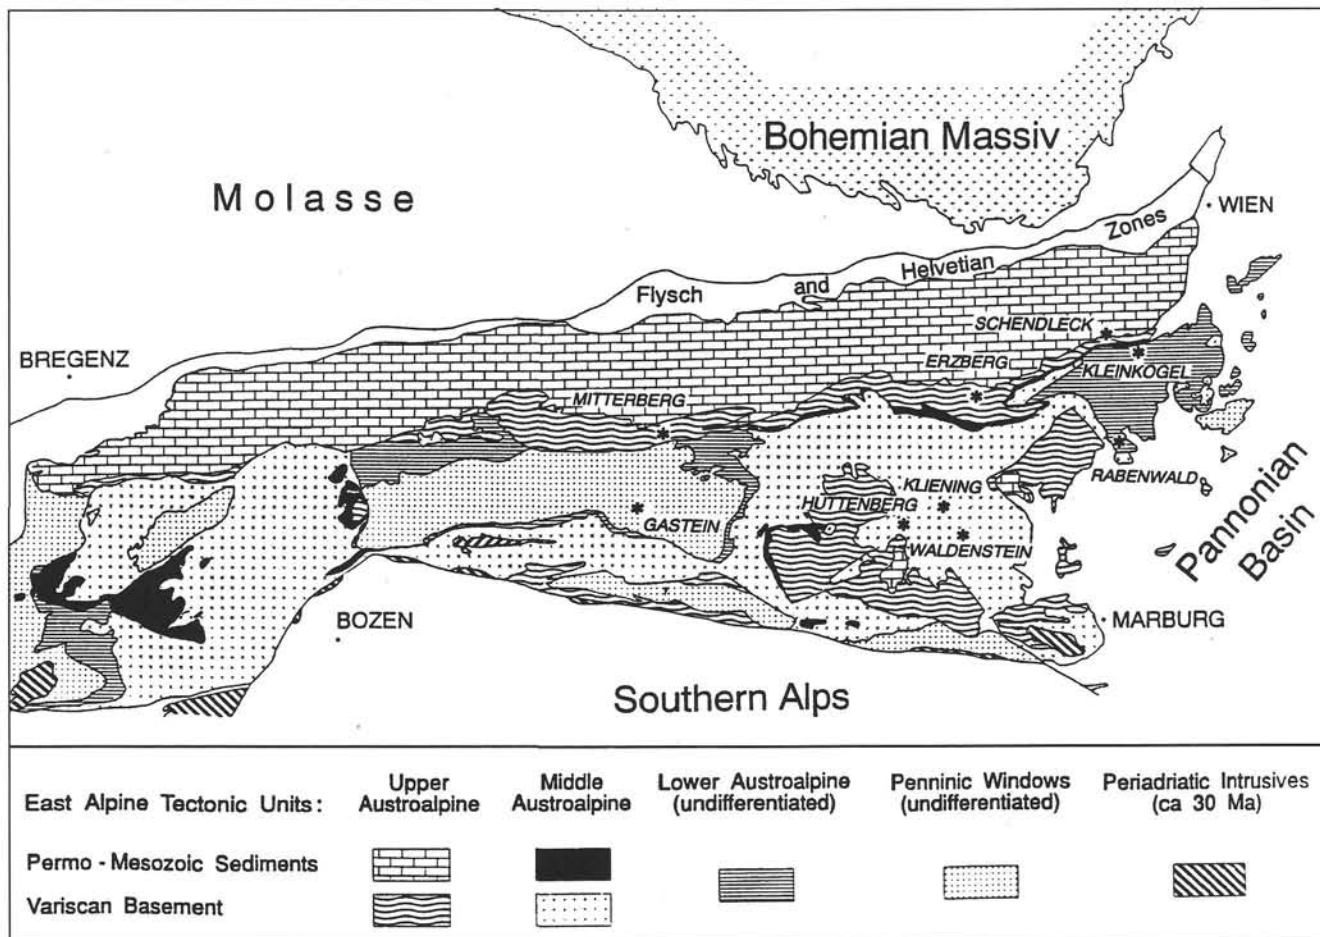 Bohemian Massiv
Molasse
WIEN
Zones
Helvetian
and
Flysch
SCHENDLECK
BREGENZ
ERZBERG
KLEINKOGEL
MITTERBERG
RABENWALD
KLIENING
HÜTTENBERG
GASTEIN
WALDENSTEIN
Pannonian
Basin
BOZEN
MARBURG
Southern Alps
East Alpine Tectonic Units :
Upper
Austroalpine
Middle
Austroalpine
Lower Austroalpine
(undifferentiated)
Penninic Windows
(undifferentiated)
Periadriatic Intrusives
(ca 30 Ma)
Permo - Mesozoic Sediments
Variscan Basement